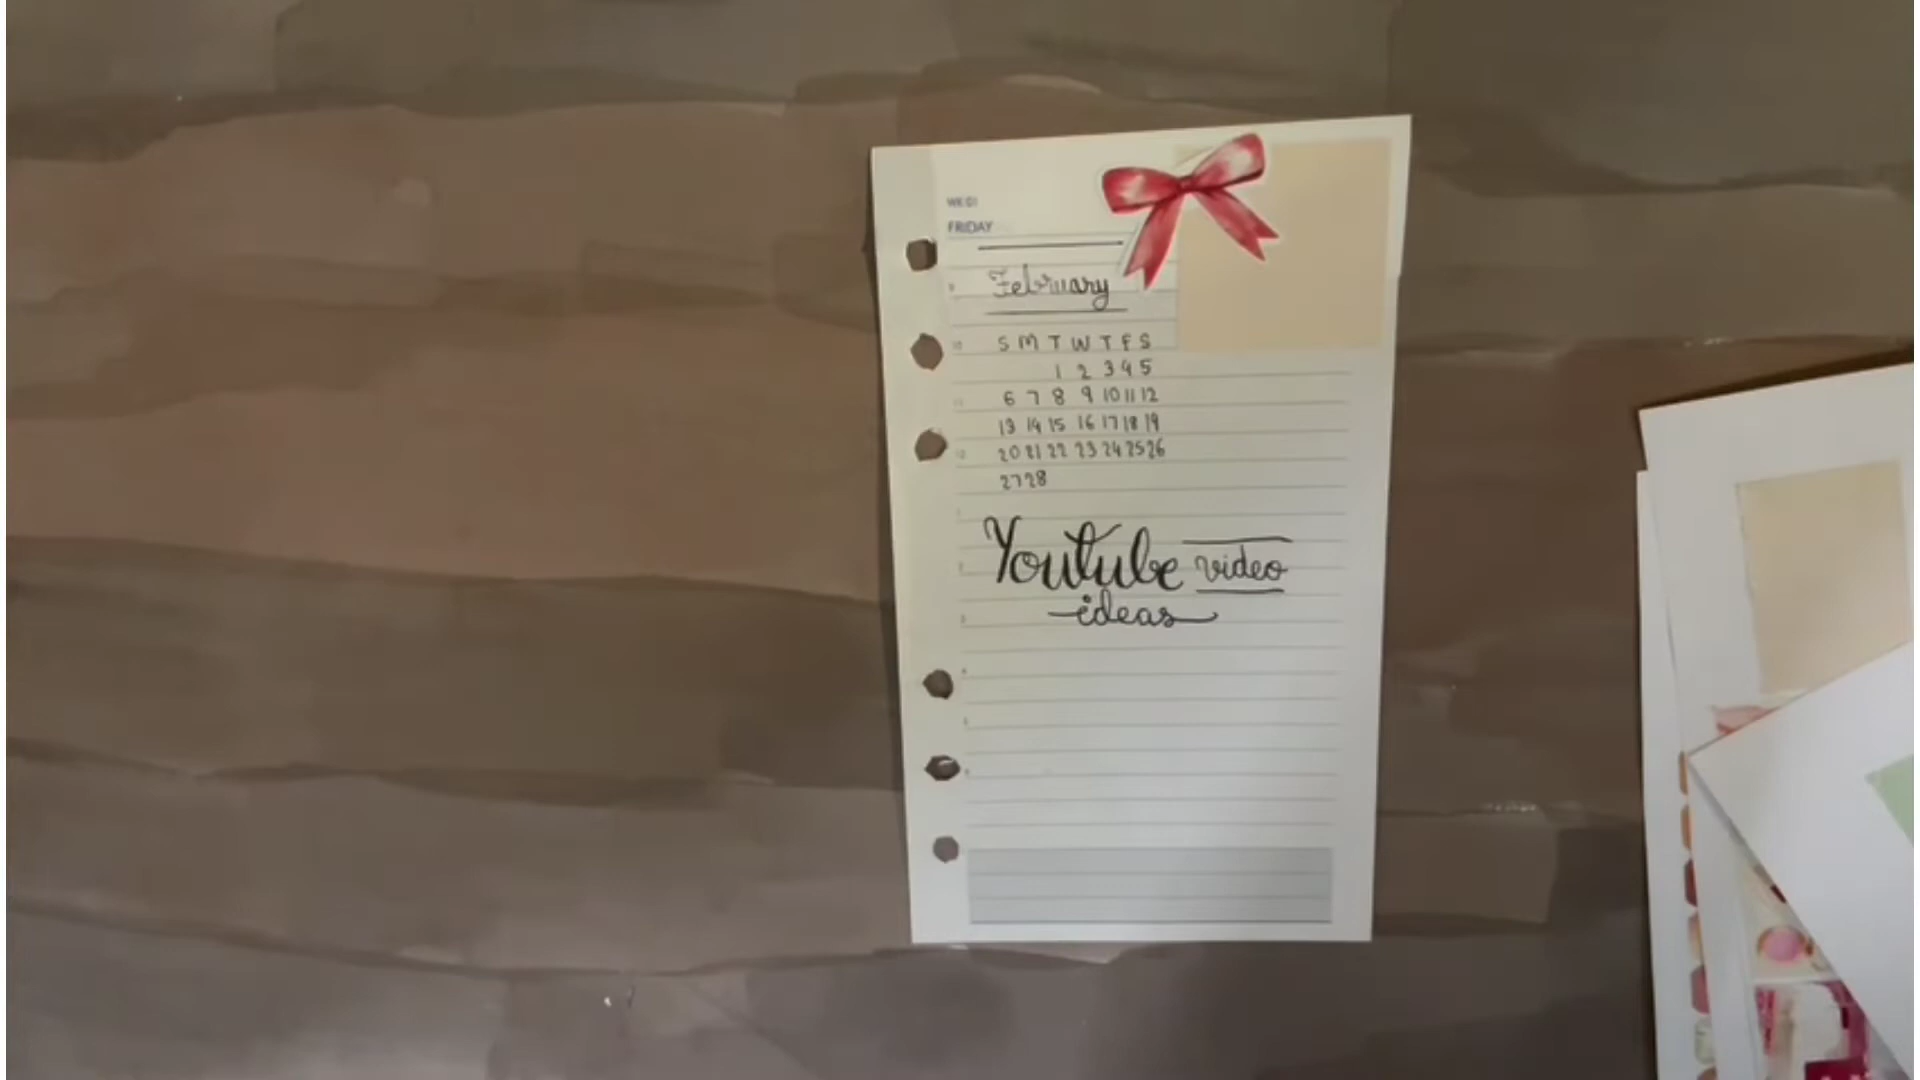 WK 01
FRIDAY
February
S M T W T F S
1 2 3 4 5
6 7 8 9 10 11 12
13 14 15 16 17 18 19
20 21 22 23 24 25 26
27 28
Youtube video
ideas